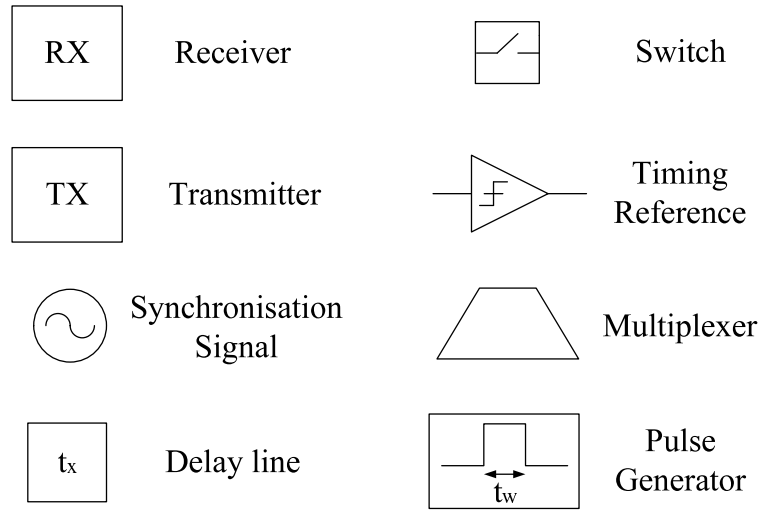 RX Receiver Switch
TX Transmitter Timing
Reference
Synchronisation
Signal
Multiplexer
tx Delay line
tw
Pulse
Generator